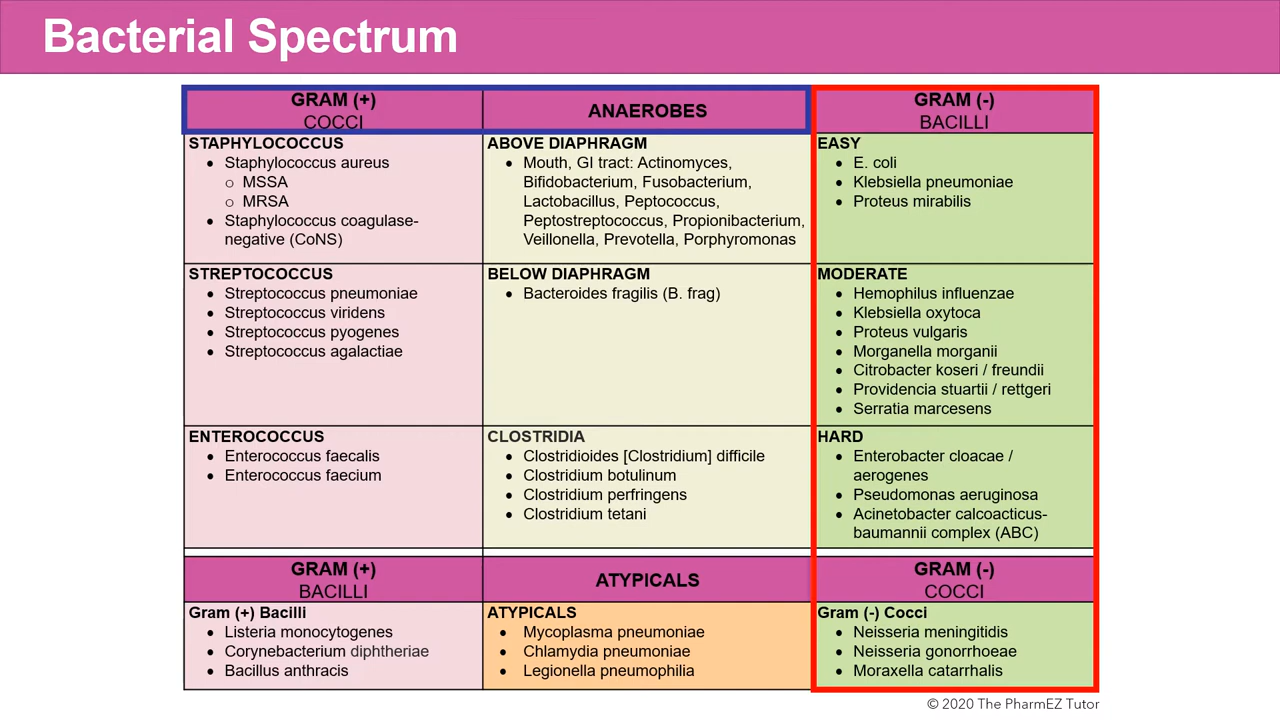 Bacterial Spectrum
GRAM (+)
COCCI
ANAEROBES
GRAM (-)
BACILLI
STAPHYLOCOCCUS
• Staphylococcus aureus
o MSSA
o MRSA
• Staphylococcus coagulase-
negative (CoNS)
ABOVE DIAPHRAGM
• Mouth, GI tract: Actinomyces,
Bifidobacterium, Fusobacterium,
Lactobacillus, Peptococcus,
Peptostreptococcus, Propionibacterium,
Veillonella, Prevotella, Porphyromonas
EASY
• E. coli
• Klebsiella pneumoniae
• Proteus mirabilis
STREPTOCOCCUS
• Streptococcus pneumoniae
• Streptococcus viridens
• Streptococcus pyogenes
• Streptococcus agalactiae
BELOW DIAPHRAGM
• Bacteroides fragilis (B. frag)
MODERATE
• Hemophilus influenzae
• Klebsiella oxytoca
• Proteus vulgaris
• Morganella morganii
• Citrobacter koseri / freundii
• Providencia stuartii / rettgeri
• Serratia marcesens
ENTEROCOCCUS
• Enterococcus faecalis
• Enterococcus faecium
CLOSTRIDIA
• Clostridioides [Clostridium] difficile
• Clostridium botulinum
• Clostridium perfringens
• Clostridium tetani
HARD
• Enterobacter cloacae /
aerogenes
• Pseudomonas aeruginosa
• Acinetobacter calcoacticus-
baumannii complex (ABC)
GRAM (+)
BACILLI
ATYPICALS
GRAM (-)
COCCI
Gram (+) Bacilli
• Listeria monocytogenes
• Corynebacterium diphtheriae
• Bacillus anthracis
ATYPICALS
• Mycoplasma pneumoniae
• Chlamydia pneumoniae
• Legionella pneumophilia
Gram (-) Cocci
• Neisseria meningitidis
• Neisseria gonorrhoeae
• Moraxella catarrhalis
© 2020 The PharmEZ Tutor